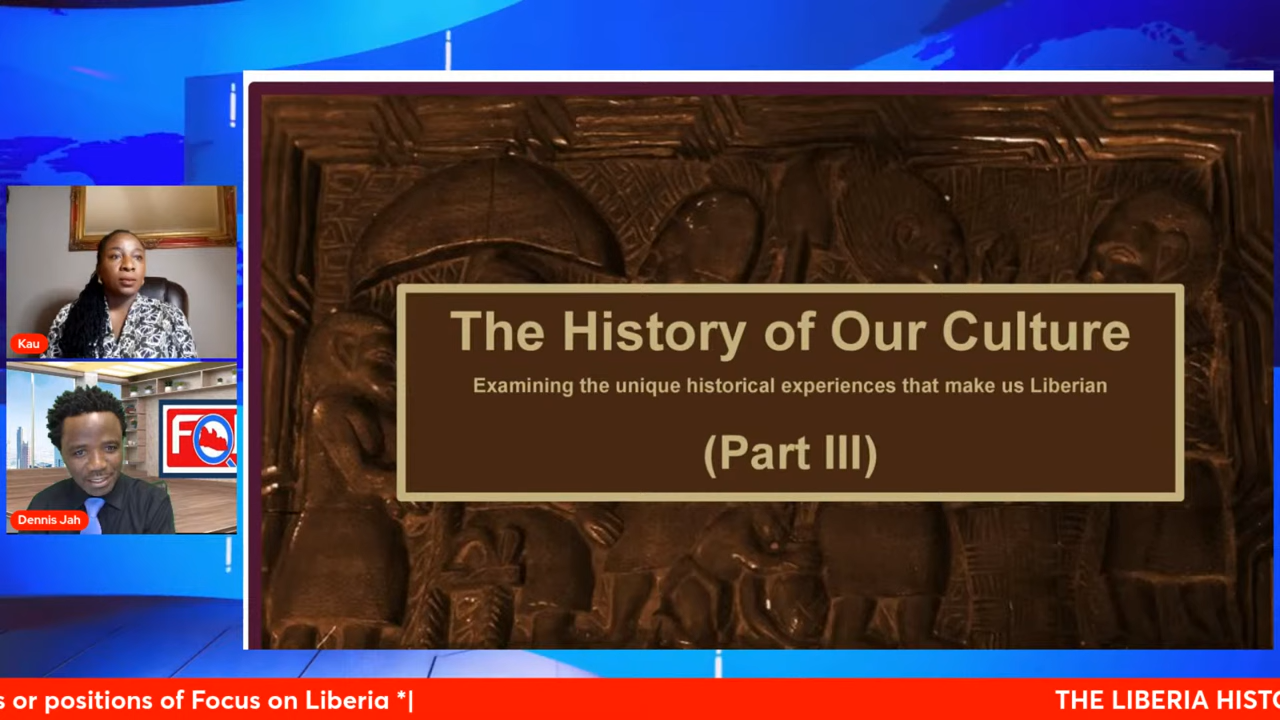 The History of Our Culture
Examining the unique historical experiences that make us Liberian
(Part III)
Kau
Dennis Jah
s or positions of Focus on Liberia *|
THE LIBERIA HISTO